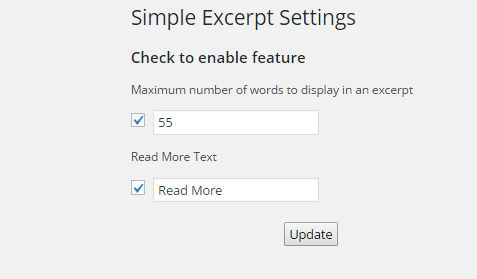 Simple Excerpt Settings
Check to enable feature
Maximum number of words to display in an excerpt
55
Read More Text
Read More
Update